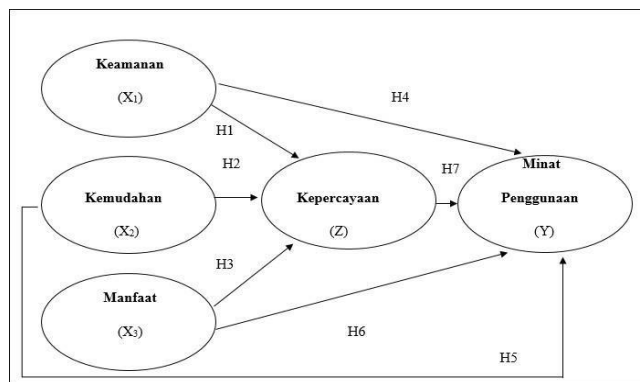 Keamanan
(X₁)
H4
H1
H2
H7
Minat
Kemudahan
Kepercayaan
Penggunaan
(X₂)
(Z)
(Y)
H3
Manfaat
(X₃)
H6
H5